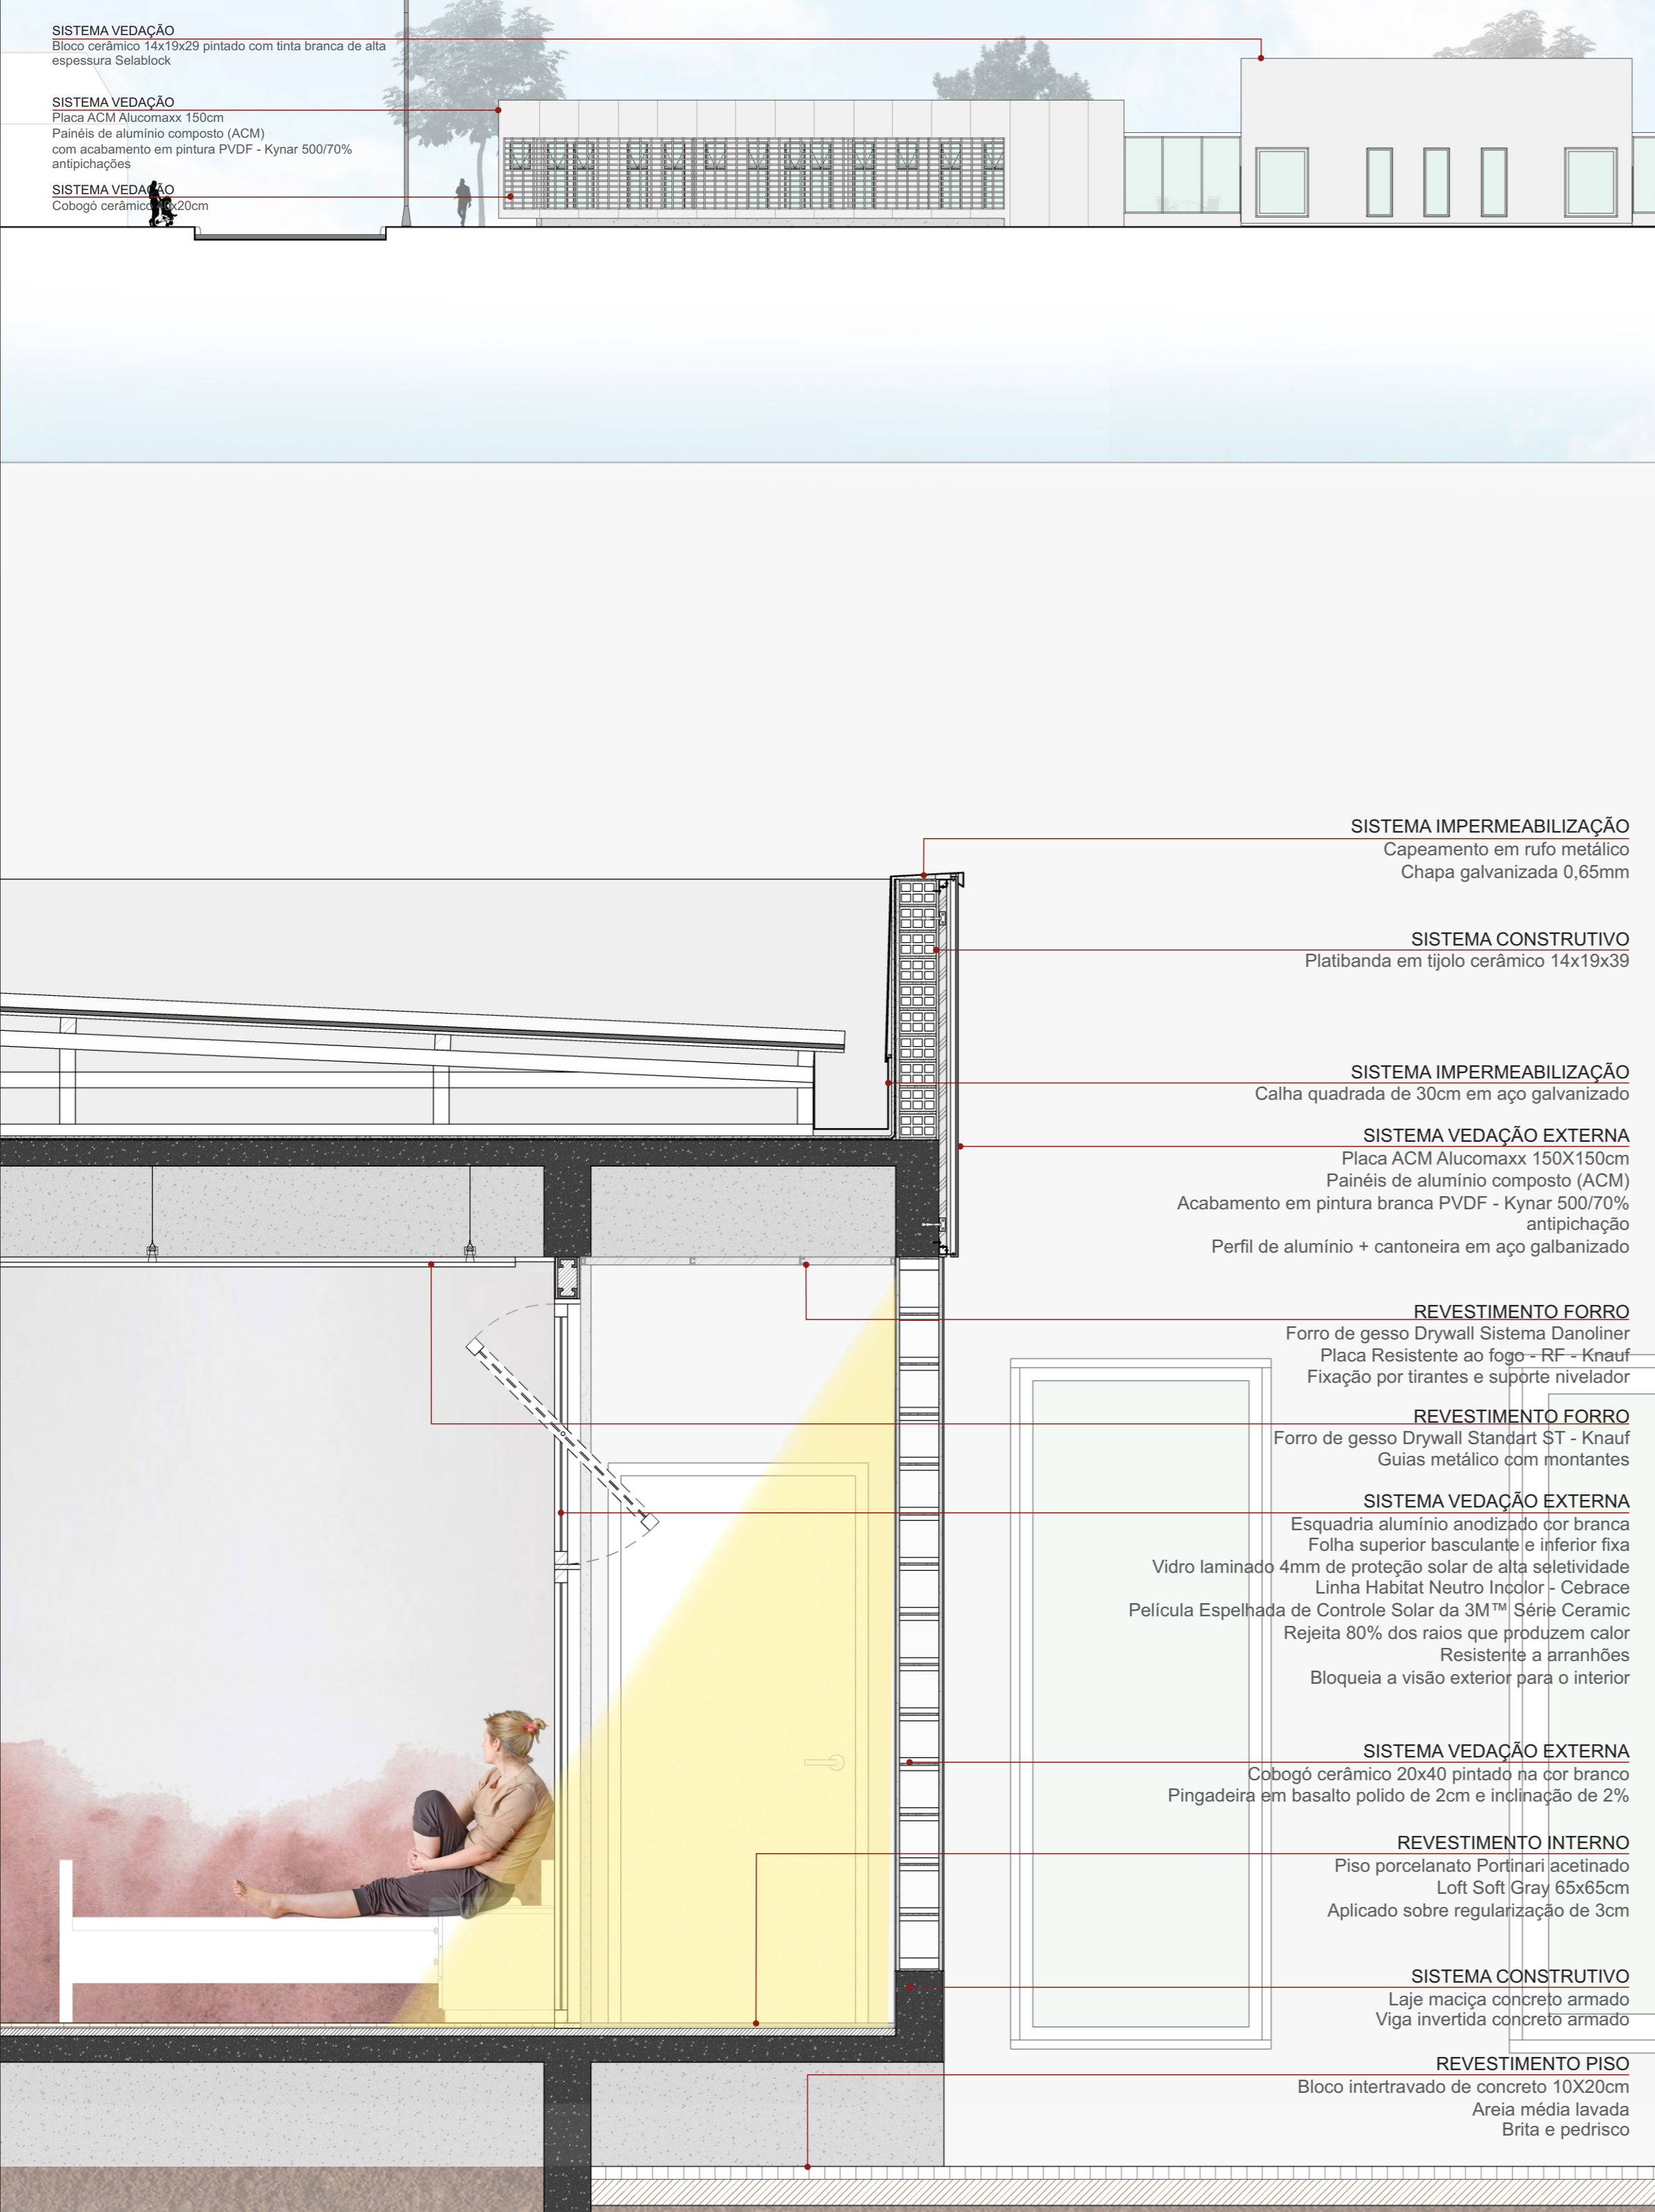 SISTEMA VEDAÇÃO
Bloco cerâmico 14x19x29 pintado com tinta branca de alta
espessura Selablock
SISTEMA VEDAÇÃO
Placa ACM Alucomaxx 150cm
Painéis de alumínio composto (ACM)
com acabamento em pintura PVDF - Kynar 500/70%
antipichações
SISTEMA VEDAÇÃO
Cobogó cerâmico x20cm
SISTEMA IMPERMEABILIZAÇÃO
Capeamento em rufo metálico
Chapa galvanizada 0,65mm
SISTEMA CONSTRUTIVO
Platibanda em tijolo cerâmico 14x19x39
SISTEMA IMPERMEABILIZAÇÃO
Calha quadrada de 30cm em aço galvanizado
SISTEMA VEDAÇÃO EXTERNA
Placa ACM Alucomaxx 150X150cm
Painéis de alumínio composto (ACM)
Acabamento em pintura branca PVDF - Kynar 500/70%
antipichação
Perfil de alumínio + cantoneira em aço galbanizado
REVESTIMENTO FORRO
Forro de gesso Drywall Sistema Danoliner
Placa Resistente ao fogo - RF - Knauf
Fixação por tirantes e suporte nivelador
REVESTIMENTO FORRO
Forro de gesso Drywall Standart ST - Knauf
Guias metálico com montantes
SISTEMA VEDAÇÃO EXTERNA
Esquadria alumínio anodizado cor branca
Folha superior basculante e inferior fixa
Vidro laminado 4mm de proteção solar de alta seletividade
Linha Habitat Neutro Incolor - Cebrace
Película Espelhada de Controle Solar da 3M™ Série Ceramic
Rejeita 80% dos raios que produzem calor
Resistente a arranhões
Bloqueia a visão exterior para o interior
SISTEMA VEDAÇÃO EXTERNA
Cobogó cerâmico 20x40 pintado na cor branco
Pingadeira em basalto polido de 2cm e inclinação de 2%
REVESTIMENTO INTERNO
Piso porcelanato Portinari acetinado
Loft Soft Gray 65x65cm
Aplicado sobre regularização de 3cm
SISTEMA CONSTRUTIVO
Laje maciça concreto armado
Viga invertida concreto armado
REVESTIMENTO PISO
Bloco intertravado de concreto 10X20cm
Areia média lavada
Brita e pedrisco